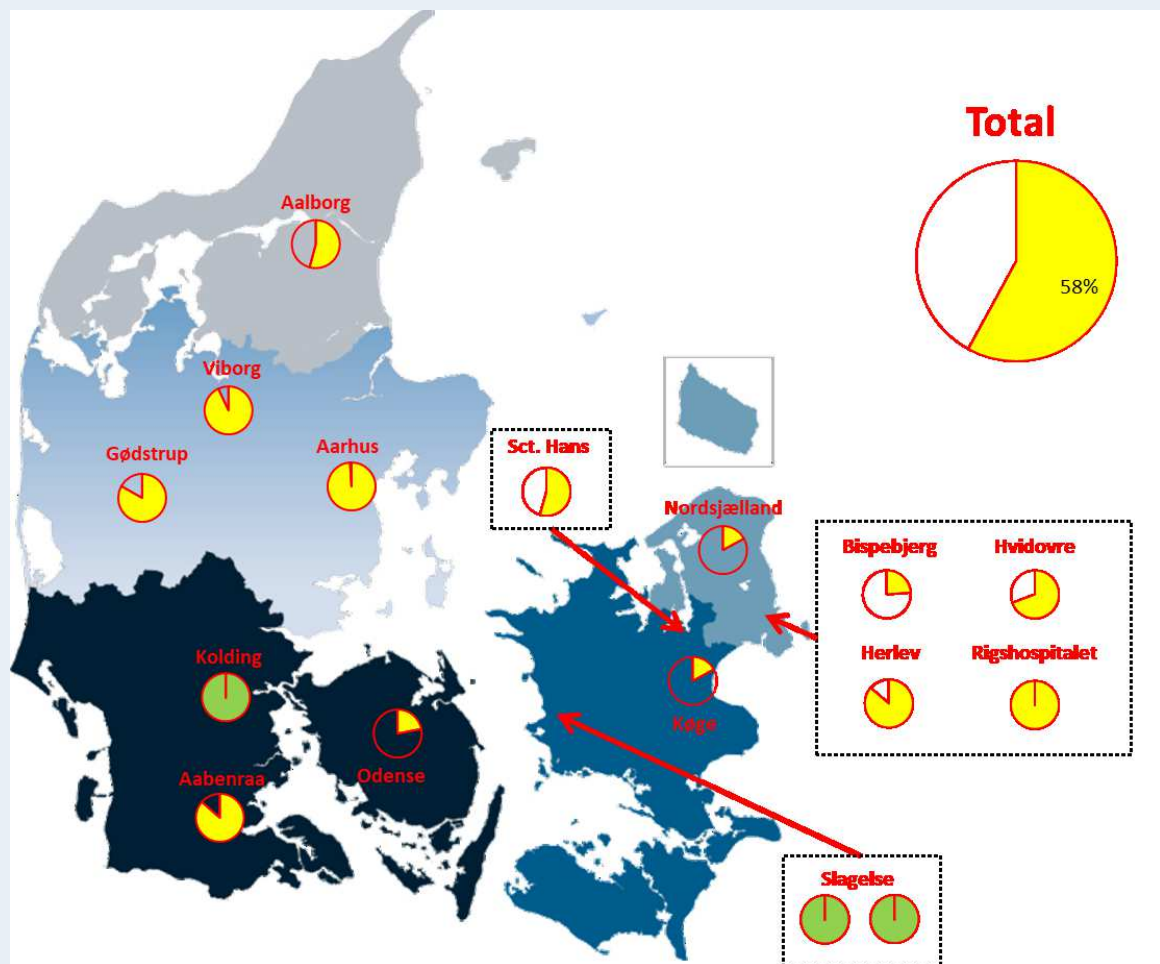 Total
58%
Aalborg
Viborg
Gødstrup
Aarhus
Sct. Hans
Nordsjælland
Bispebjerg
Hvidovre
Herlev
Rigshospitalet
Kolding
Odense
Køge
Aabenraa
Slagelse